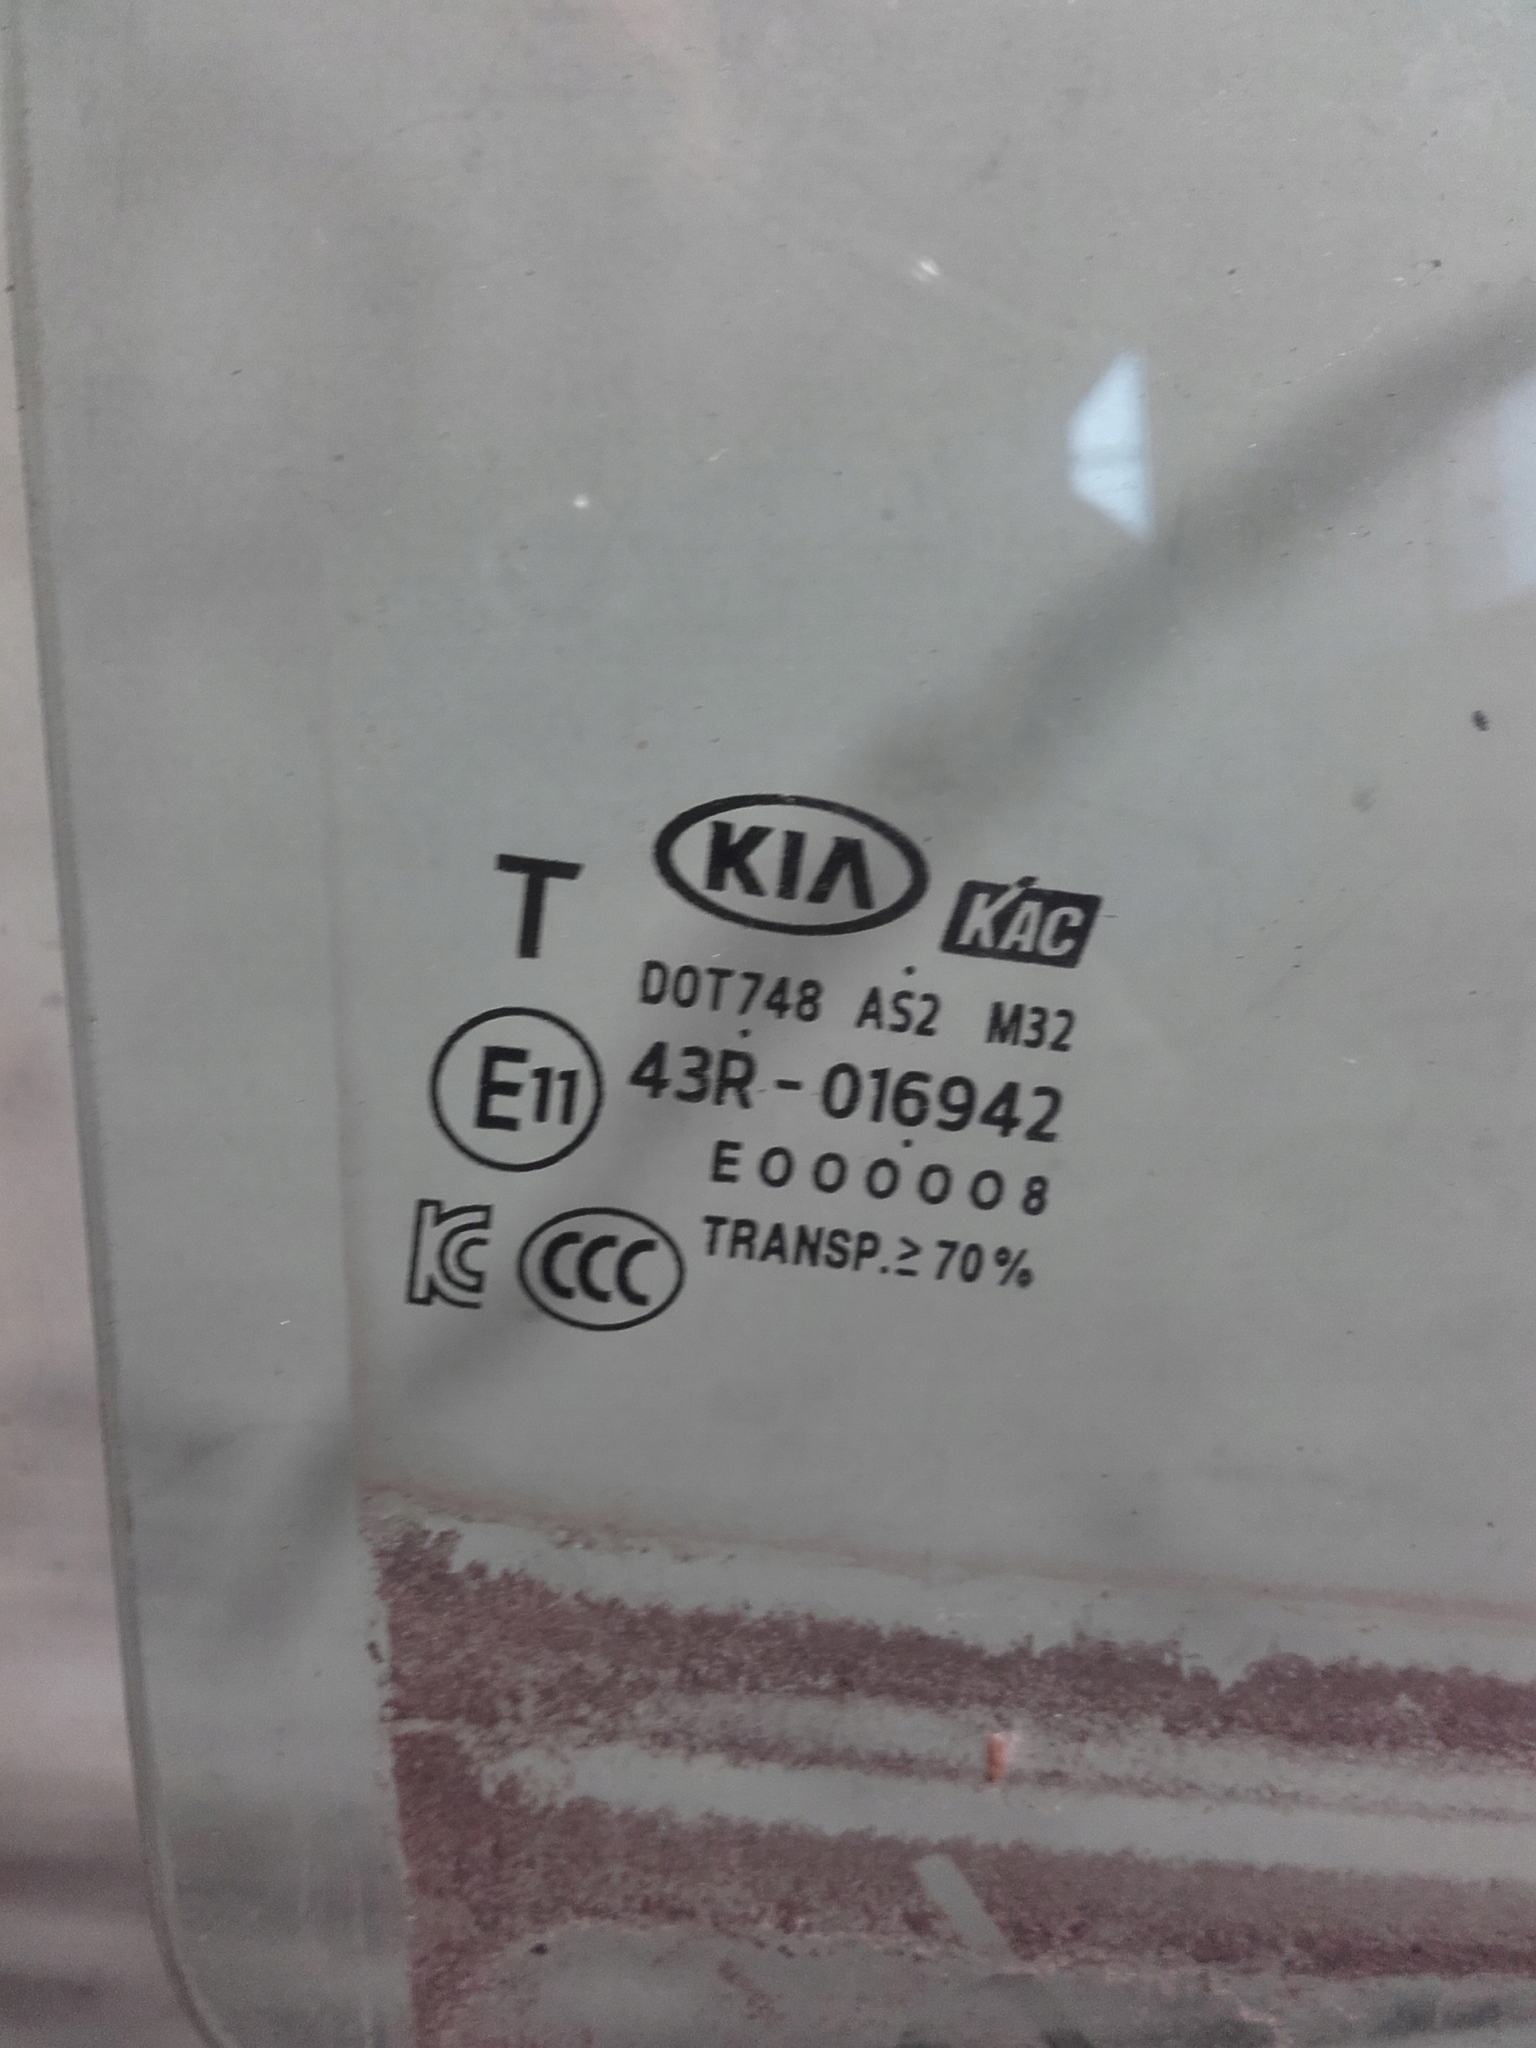 T
KIA
KAC
DOT748 AS2 M32
E11
43R-016942
E000008
KC
CCC
TRANSP.≥70%